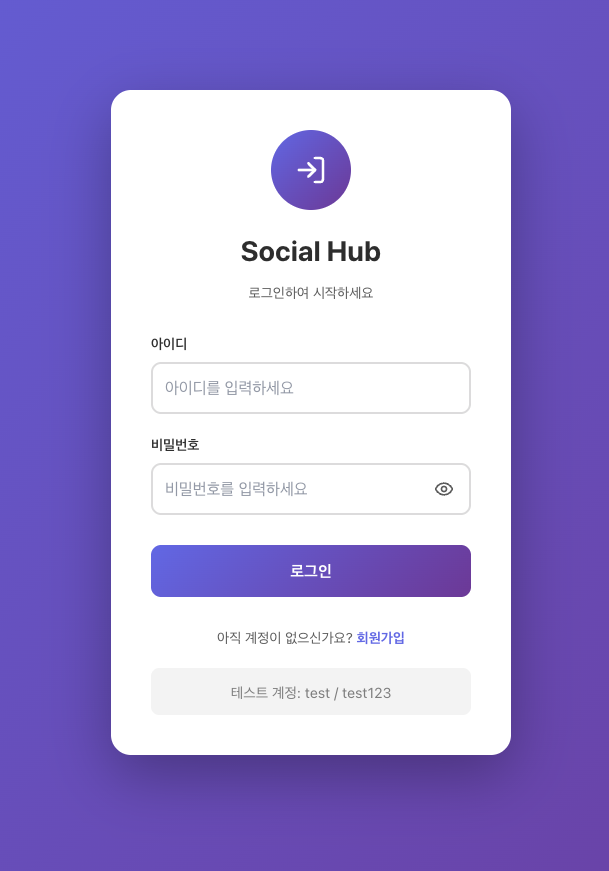 Social Hub
로그인하여 시작하세요
아이디
아이디를 입력하세요
비밀번호
비밀번호를 입력하세요
로그인
아직 계정이 없으신가요? 회원가입
테스트 계정: test / test123